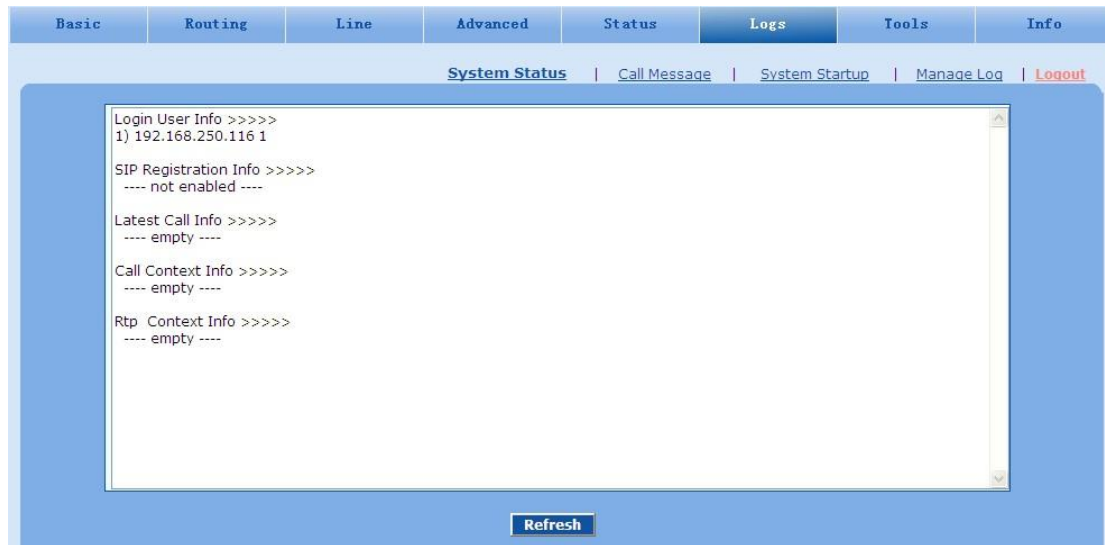 Basic Routing Line Advanced Status Logs Tools Info
System Status | Call Message | System Startup | Manage Log | Logout
Login User Info >>>>>
1) 192.168.250.116 1
SIP Registration Info >>>>>
---- not enabled ----
Latest Call Info >>>>>
---- empty ----
Call Context Info >>>>>
---- empty ----
Rtp  Context Info >>>>>
---- empty ----
Refresh